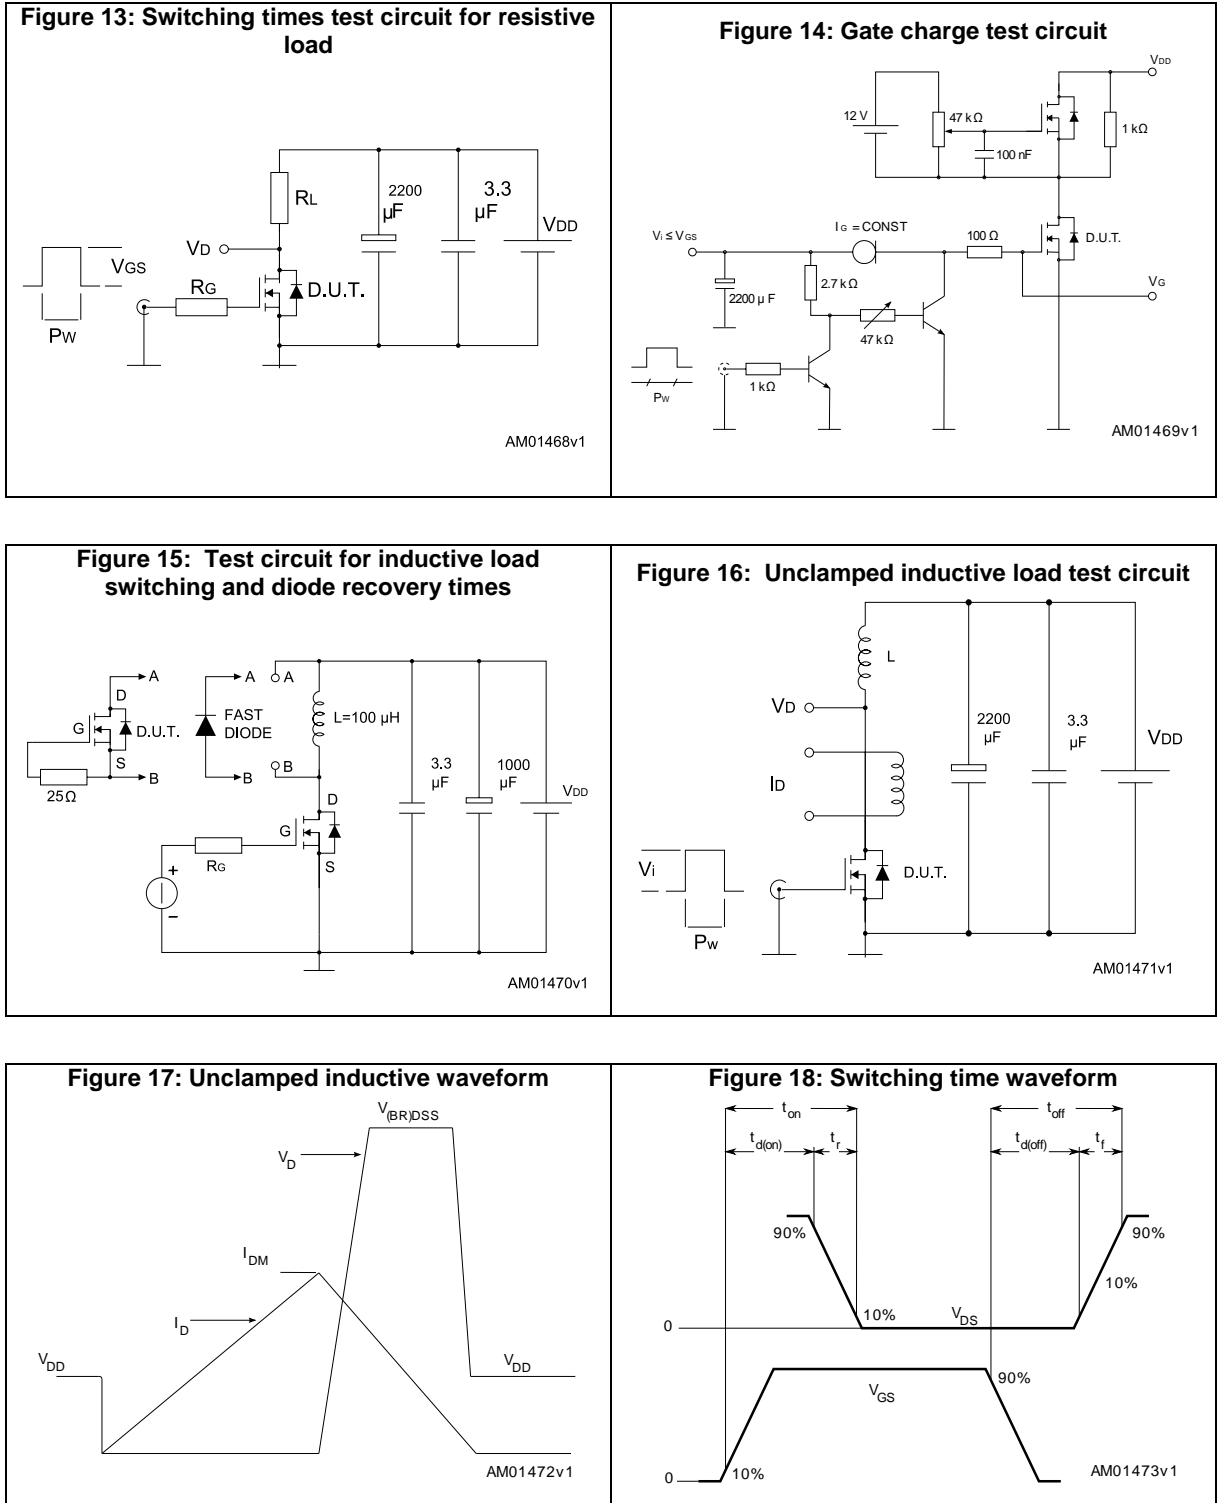 Figure 13: Switching times test circuit for resistive
load
RL
2200
µF
3.3
µF
VDD
VD
VGS
RG
D.U.T.
PW
AM01468v1
Figure 14: Gate charge test circuit
VDD
12 V
47 kΩ
1 kΩ
100 nF
Vi ≤ VGS
IG = CONST
100 Ω
D.U.T.
2.7 kΩ
VG
2200 µF
47 kΩ
1 kΩ
PW
AM01469v1
Figure 15: Test circuit for inductive load
switching and diode recovery times
A
A
A
D
G
D.U.T.
FAST
DIODE
L=100 µH
S
B
B
B
25Ω
3.3
µF
1000
µF
VDD
D
G
RG
S
+
–
AM01470v1
Figure 16: Unclamped inductive load test circuit
L
VD
2200
µF
3.3
µF
VDD
ID
Vi
D.U.T.
PW
AM01471v1
Figure 17: Unclamped inductive waveform
V(BR)DSS
VD
IDM
ID
VDD
VDD
AM01472v1
Figure 18: Switching time waveform
ton
toff
td(on)
tr
td(off)
tf
90%
90%
10%
10%
0
VDS
90%
VGS
0
10%
AM01473v1